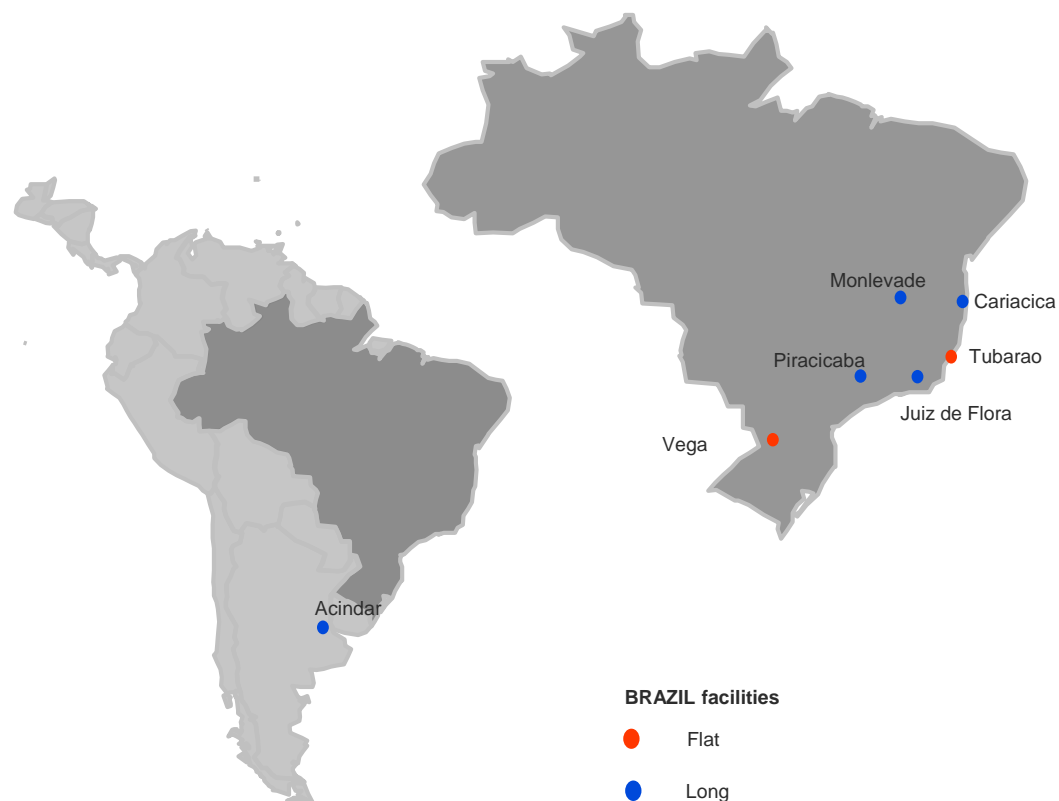 Monlevade
Cariacica
Tubarao
Piracicaba
Juiz de Flora
Vega
Acindar
BRAZIL facilities
Flat
Long